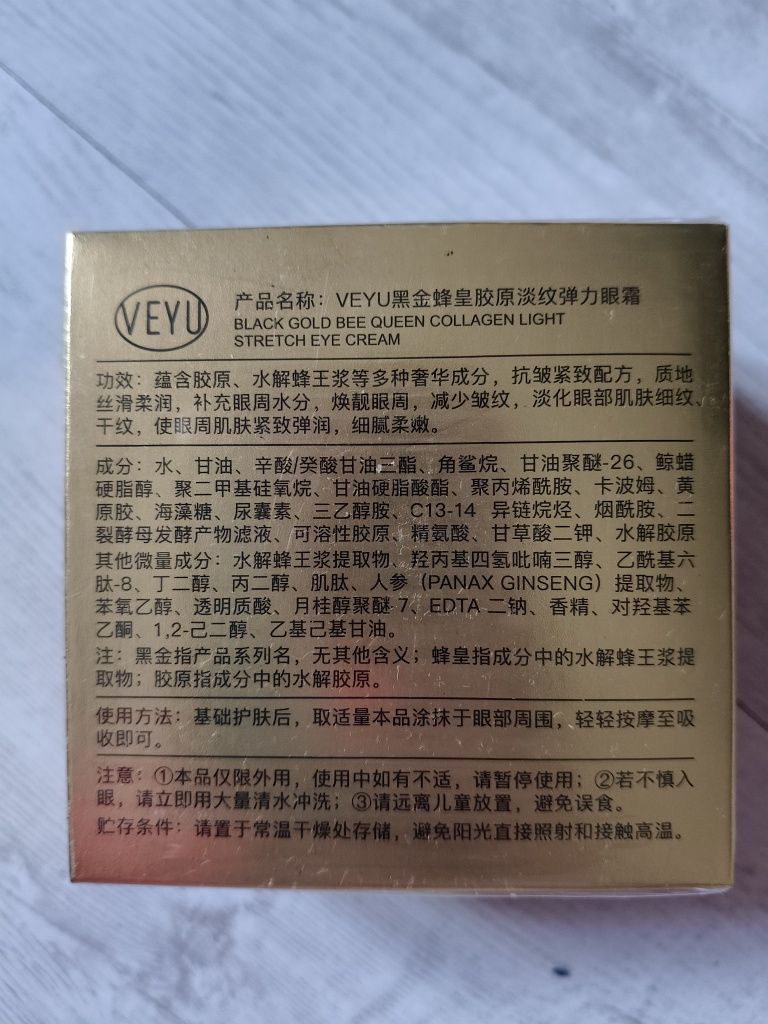 VEYU
产品名称：VEYU黑金蜂皇胶原淡纹弹力眼霜
BLACK GOLD BEE QUEEN COLLAGEN LIGHT
STRETCH EYE CREAM
功效：蕴含胶原、水解蜂王浆等多种奢华成分，抗皱紧致配方，质地
丝滑柔润，补充眼周水分，焕靓眼周，减少皱纹，淡化眼部肌肤细纹、
干纹，使眼周肌肤紧致弹润，细腻柔嫩。
成分：水、甘油、辛酸/癸酸甘油三酯、角鲨烷、甘油聚醚-26、鲸蜡
硬脂醇、聚二甲基硅氧烷、甘油硬脂酸酯、聚丙烯酰胺、卡波姆、黄
原胶、海藻糖、尿囊素、三乙醇胺、C13-14 异链烷烃、烟酰胺、二
裂酵母发酵产物滤液、可溶性胶原、精氨酸、甘草酸二钾、水解胶原
其他微量成分：水解蜂王浆提取物、羟丙基四氢吡喃三醇、乙酰基六
肽-8、丁二醇、丙二醇、肌肽、人参（PANAX GINSENG）提取物、
苯氧乙醇、透明质酸、月桂醇聚醚-7、EDTA 二钠、香精、对羟基苯
乙酮、1,2-己二醇、乙基己基甘油。
注：黑金指产品系列名，无其他含义；蜂皇指成分中的水解蜂王浆提
取物；胶原指成分中的水解胶原。
使用方法：基础护肤后，取适量本品涂抹于眼部周围，轻轻按摩至吸
收即可。
注意：①本品仅限外用，使用中如有不适，请暂停使用；②若不慎入
眼，请立即用大量清水冲洗；③请远离儿童放置，避免误食。
贮存条件：请置于常温干燥处存储，避免阳光直接照射和接触高温。